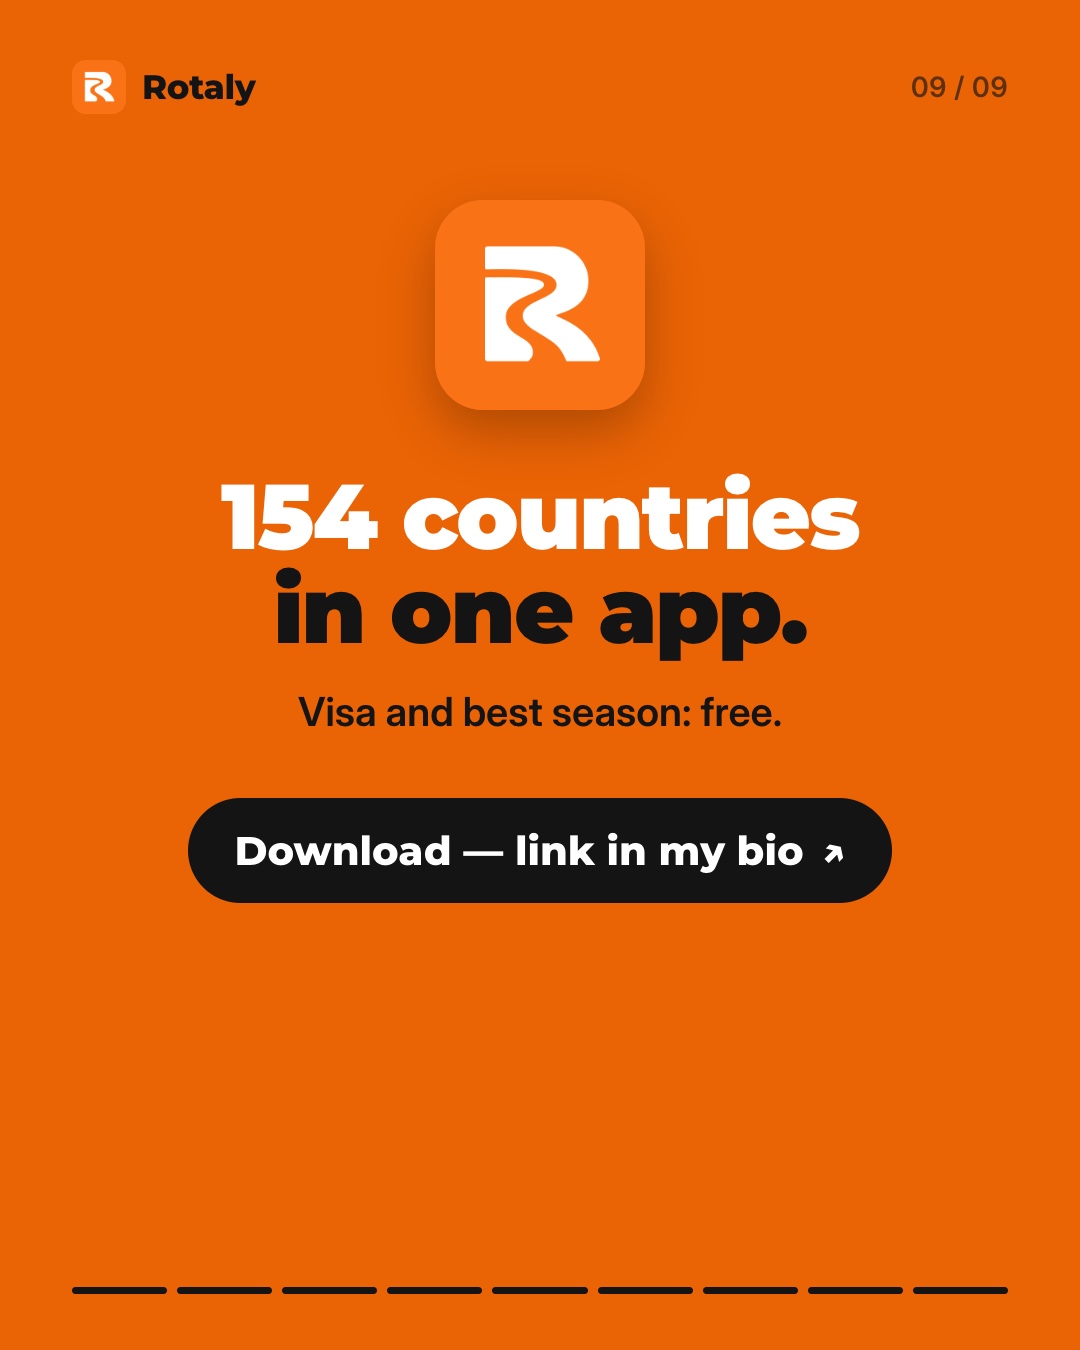 Rotaly
09 / 09
154 countries
in one app.
Visa and best season: free.
Download — link in my bio ↗